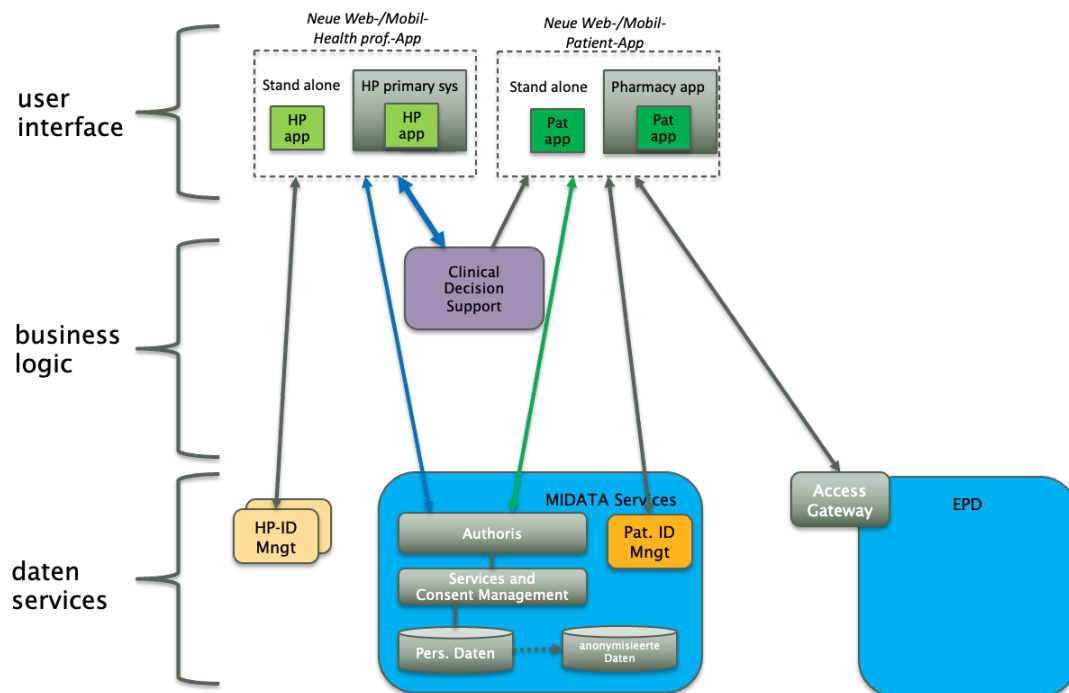 Neue Web-/Mobil-
Health prof.-App
Neue Web-/Mobil-
Patient-App
user
interface
Stand alone
HP
app
HP primary sys
HP
app
Stand alone
Pat
app
Pharmacy app
Pat
app
business
logic
Clinical
Decision
Support
daten
services
HP-ID
Mngt
MIDATA Services
Authoris
Services and
Consent Management
Pers. Daten
anonymisieerte
Daten
Pat. ID
Mngt
Access
Gateway
EPD